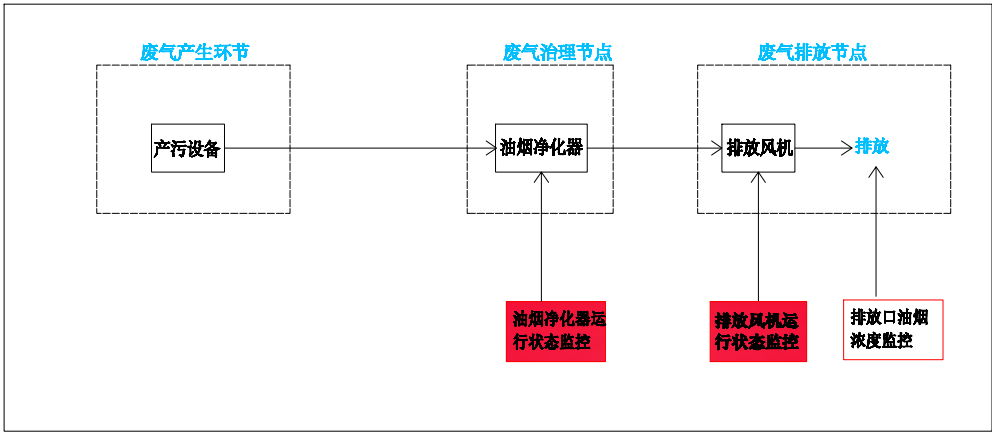 废气产生环节
废气治理节点
废气排放节点
产污设备
油烟净化器
排放风机
排放
油烟净化器运
行状态监控
排放风机运
行状态监控
排放口油烟
浓度监控